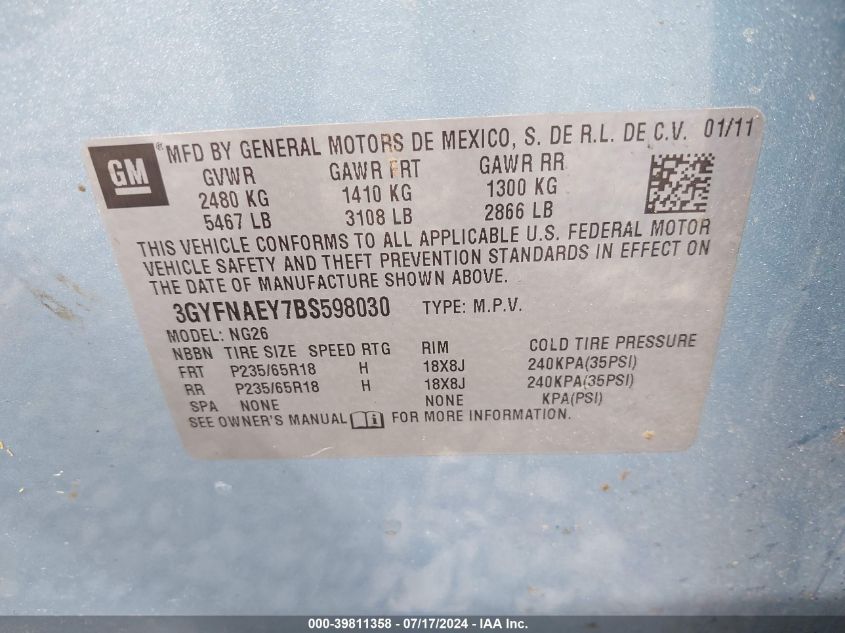 GM ® MFD BY GENERAL MOTORS DE MEXICO, S. DE R.L. DE C.V. 01/11
GVWR GAWR FRT GAWR RR
2480 KG 1410 KG 1300 KG
5467 LB 3108 LB 2866 LB
THIS VEHICLE CONFORMS TO ALL APPLICABLE U.S. FEDERAL MOTOR
VEHICLE SAFETY AND THEFT PREVENTION STANDARDS IN EFFECT ON
THE DATE OF MANUFACTURE SHOWN ABOVE.
3GYFNAEY7BS598030 TYPE: M.P.V.
MODEL: NG26
NBBN TIRE SIZE SPEED RTG RIM COLD TIRE PRESSURE
FRT P235/65R18 H 18X8J 240KPA(35PSI)
RR P235/65R18 H 18X8J 240KPA(35PSI)
SPA NONE NONE KPA(PSI)
SEE OWNER'S MANUAL i FOR MORE INFORMATION.
000-39811358 - 07/17/2024 - IAA Inc.